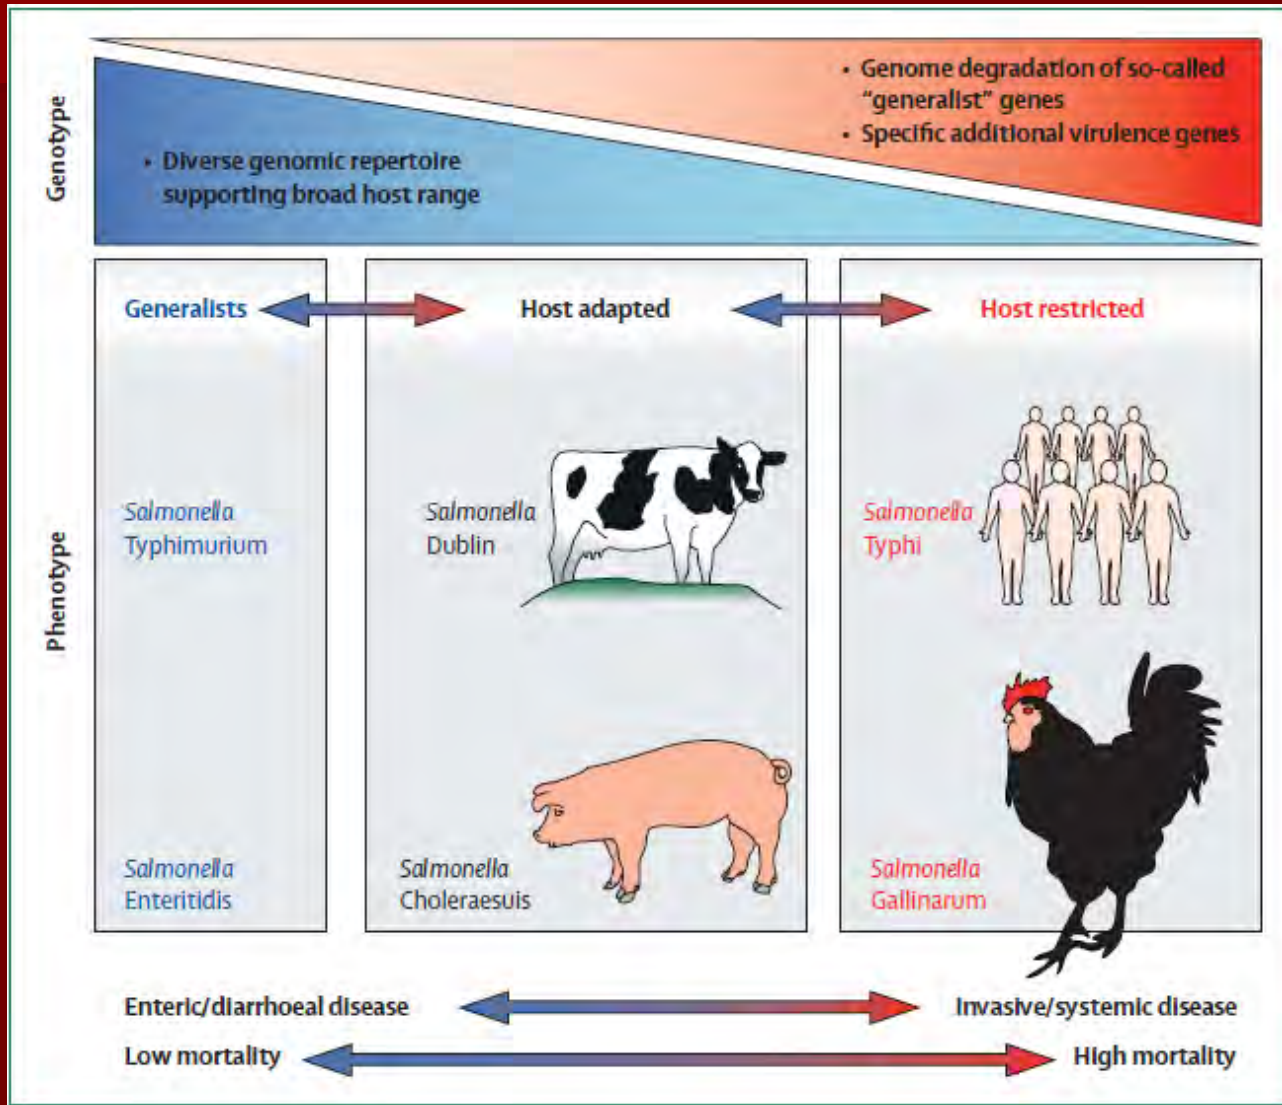 Genotype
• Diverse genomic repertoire
supporting broad host range
• Genome degradation of so-called
“generalist” genes
• Specific additional virulence genes
Phenotype
Generalists
Host adapted
Host restricted
Salmonella
Typhimurium
Salmonella
Dublin
Salmonella
Typhi
Salmonella
Enteritidis
Salmonella
Choleraesuis
Salmonella
Gallinarum
Enteric/diarrhoeal disease
Invasive/systemic disease
Low mortality
High mortality